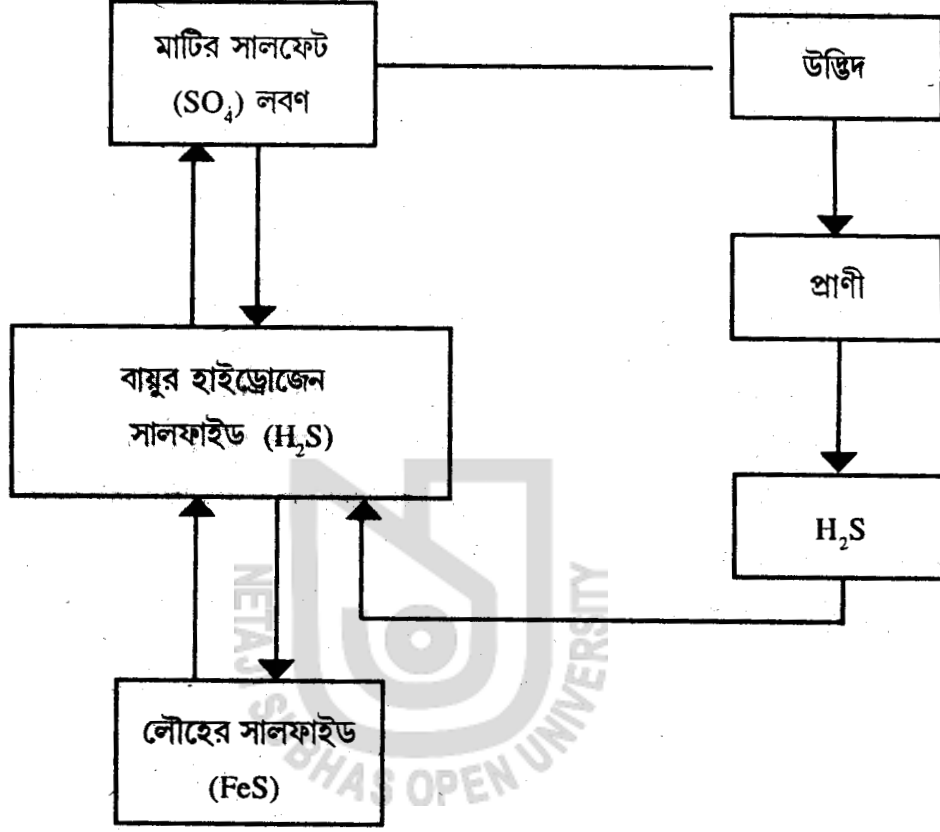 মাটির সালফেট
(SO₄) লবণ
উদ্ভিদ
প্রাণী
বায়ুর হাইড্রোজেন
সালফাইড (H₂S)
H₂S
লৌহের সালফাইড
(FeS)
NETAJI SUBHAS OPEN UNIVERSITY